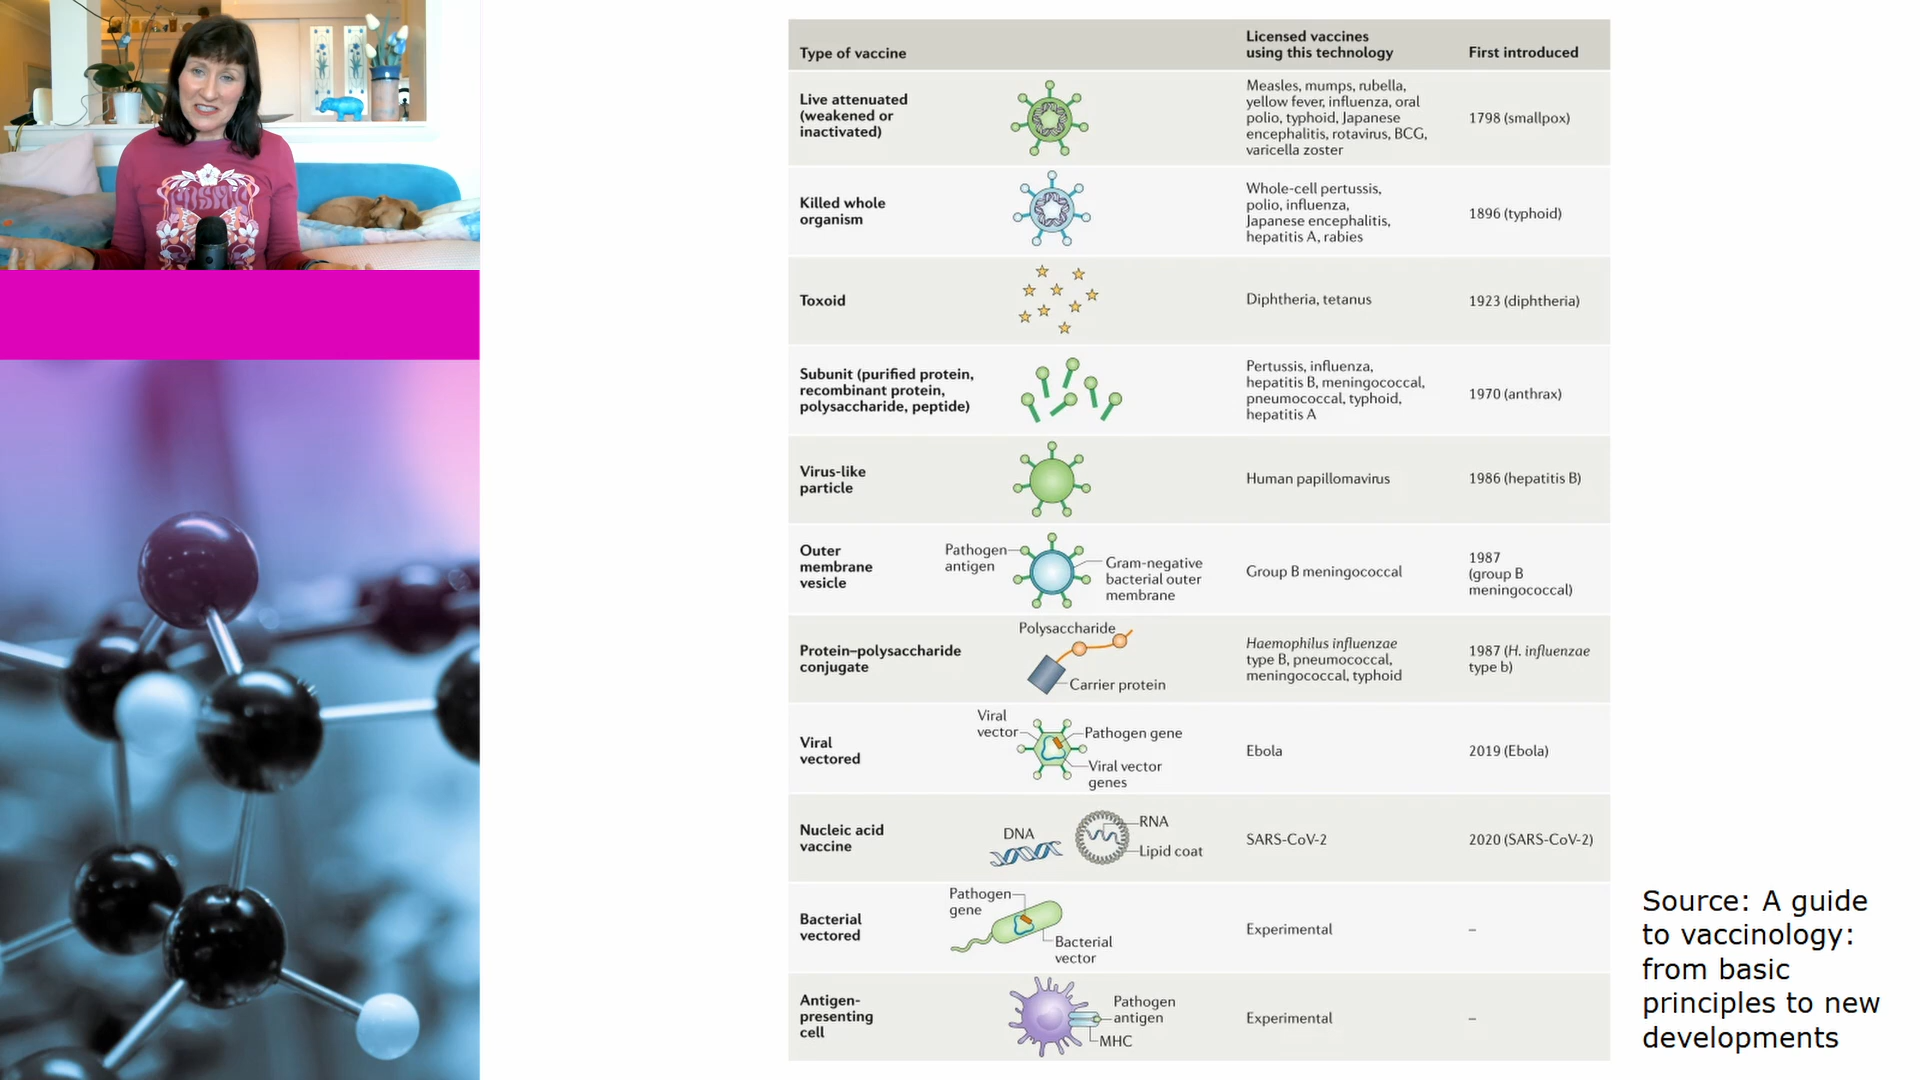 Type of vaccine
Licensed vaccines
using this technology
First introduced
Live attenuated
(weakened or
inactivated)
Measles, mumps, rubella,
yellow fever, influenza, oral
polio, typhoid, Japanese
encephalitis, rotavirus, BCG,
varicella zoster
1798 (smallpox)
Killed whole
organism
Whole-cell pertussis,
polio, influenza,
Japanese encephalitis,
hepatitis A, rabies
1896 (typhoid)
Toxoid
Diphtheria, tetanus
1923 (diphtheria)
Subunit (purified protein,
recombinant protein,
polysaccharide, peptide)
Pertussis, influenza,
hepatitis B, meningococcal,
pneumococcal, typhoid,
hepatitis A
1970 (anthrax)
Virus-like
particle
Human papillomavirus
1986 (hepatitis B)
Outer
membrane
vesicle
Pathogen
antigen
Gram-negative
bacterial outer
membrane
Group B meningococcal
1987
(group B
meningococcal)
Protein–polysaccharide
conjugate
Polysaccharide
Carrier protein
Haemophilus influenzae
type B, pneumococcal,
meningococcal, typhoid
1987 (H. influenzae
type b)
Viral
vectored
Viral
vector
Pathogen gene
Viral vector
genes
Ebola
2019 (Ebola)
Nucleic acid
vaccine
DNA
RNA
Lipid coat
SARS-CoV-2
2020 (SARS-CoV-2)
Bacterial
vectored
Pathogen
gene
Bacterial
vector
Experimental
–
Antigen-
presenting
cell
Pathogen
antigen
MHC
Experimental
–
Source: A guide
to vaccinology:
from basic
principles to new
developments